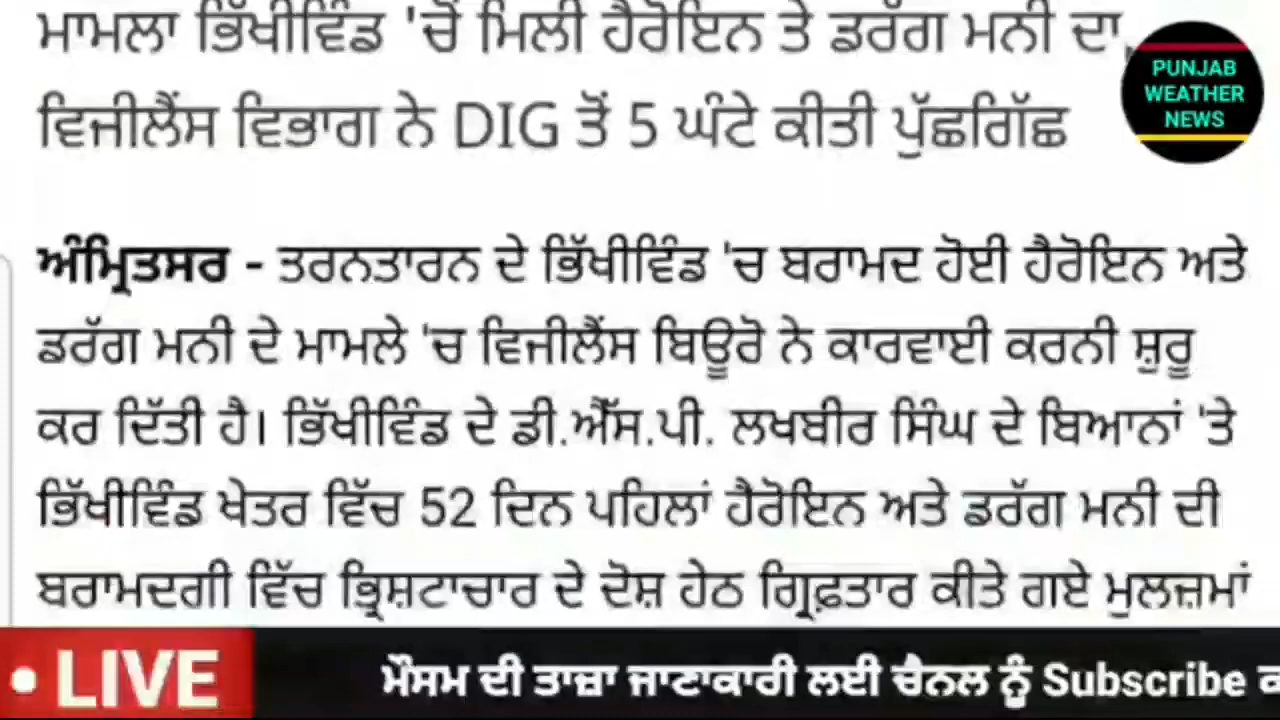 ਮਾਮਲਾ ਭਿੱਖੀਵਿੰਡ 'ਚੋਂ ਮਿਲੀ ਹੈਰੋਇਨ ਤੇ ਡਰੱਗ ਮਨੀ ਦਾ,
ਵਿਜੀਲੈਂਸ ਵਿਭਾਗ ਨੇ DIG ਤੋਂ 5 ਘੰਟੇ ਕੀਤੀ ਪੁੱਛਗਿੱਛ
PUNJAB
WEATHER
NEWS
ਅੰਮ੍ਰਿਤਸਰ - ਤਰਨਤਾਰਨ ਦੇ ਭਿੱਖੀਵਿੰਡ 'ਚ ਬਰਾਮਦ ਹੋਈ ਹੈਰੋਇਨ ਅਤੇ
ਡਰੱਗ ਮਨੀ ਦੇ ਮਾਮਲੇ 'ਚ ਵਿਜੀਲੈਂਸ ਬਿਊਰੋ ਨੇ ਕਾਰਵਾਈ ਕਰਨੀ ਸ਼ੁਰੂ
ਕਰ ਦਿੱਤੀ ਹੈ। ਭਿੱਖੀਵਿੰਡ ਦੇ ਡੀ.ਐੱਸ.ਪੀ. ਲਖਬੀਰ ਸਿੰਘ ਦੇ ਬਿਆਨਾਂ 'ਤੇ
ਭਿੱਖੀਵਿੰਡ ਖੇਤਰ ਵਿੱਚ 52 ਦਿਨ ਪਹਿਲਾਂ ਹੈਰੋਇਨ ਅਤੇ ਡਰੱਗ ਮਨੀ ਦੀ
ਬਰਾਮਦਗੀ ਵਿੱਚ ਭ੍ਰਿਸ਼ਟਾਚਾਰ ਦੇ ਦੋਸ਼ ਹੇਠ ਗ੍ਰਿਫ਼ਤਾਰ ਕੀਤੇ ਗਏ ਮੁਲਜ਼ਮਾਂ
• LIVE
ਮੌਸਮ ਦੀ ਤਾਜ਼ਾ ਜਾਣਾਕਾਰੀ ਲਈ ਚੈਨਲ ਨੂੰ Subscribe